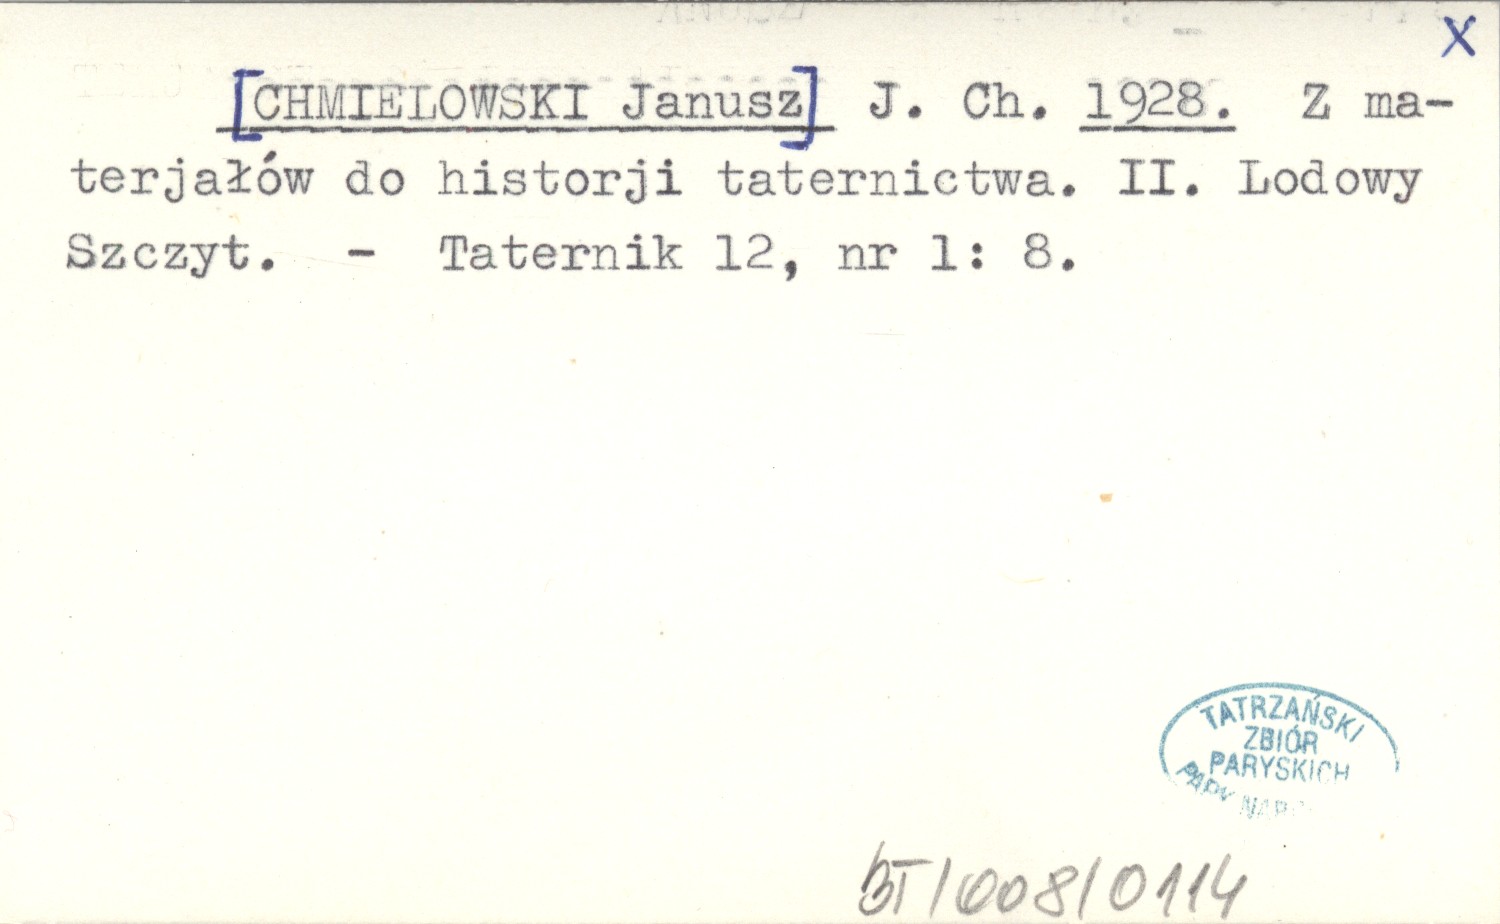 X
[CHMIELOWSKI Janusz] J. Ch. 1928. Z ma-
terjałów do historji taternictwa. II. Lodowy
Szczyt. - Taternik 12, nr 1: 8.
TATRZAŃSKI
ZBIÓR
PARYSKICH
BT/008/0114